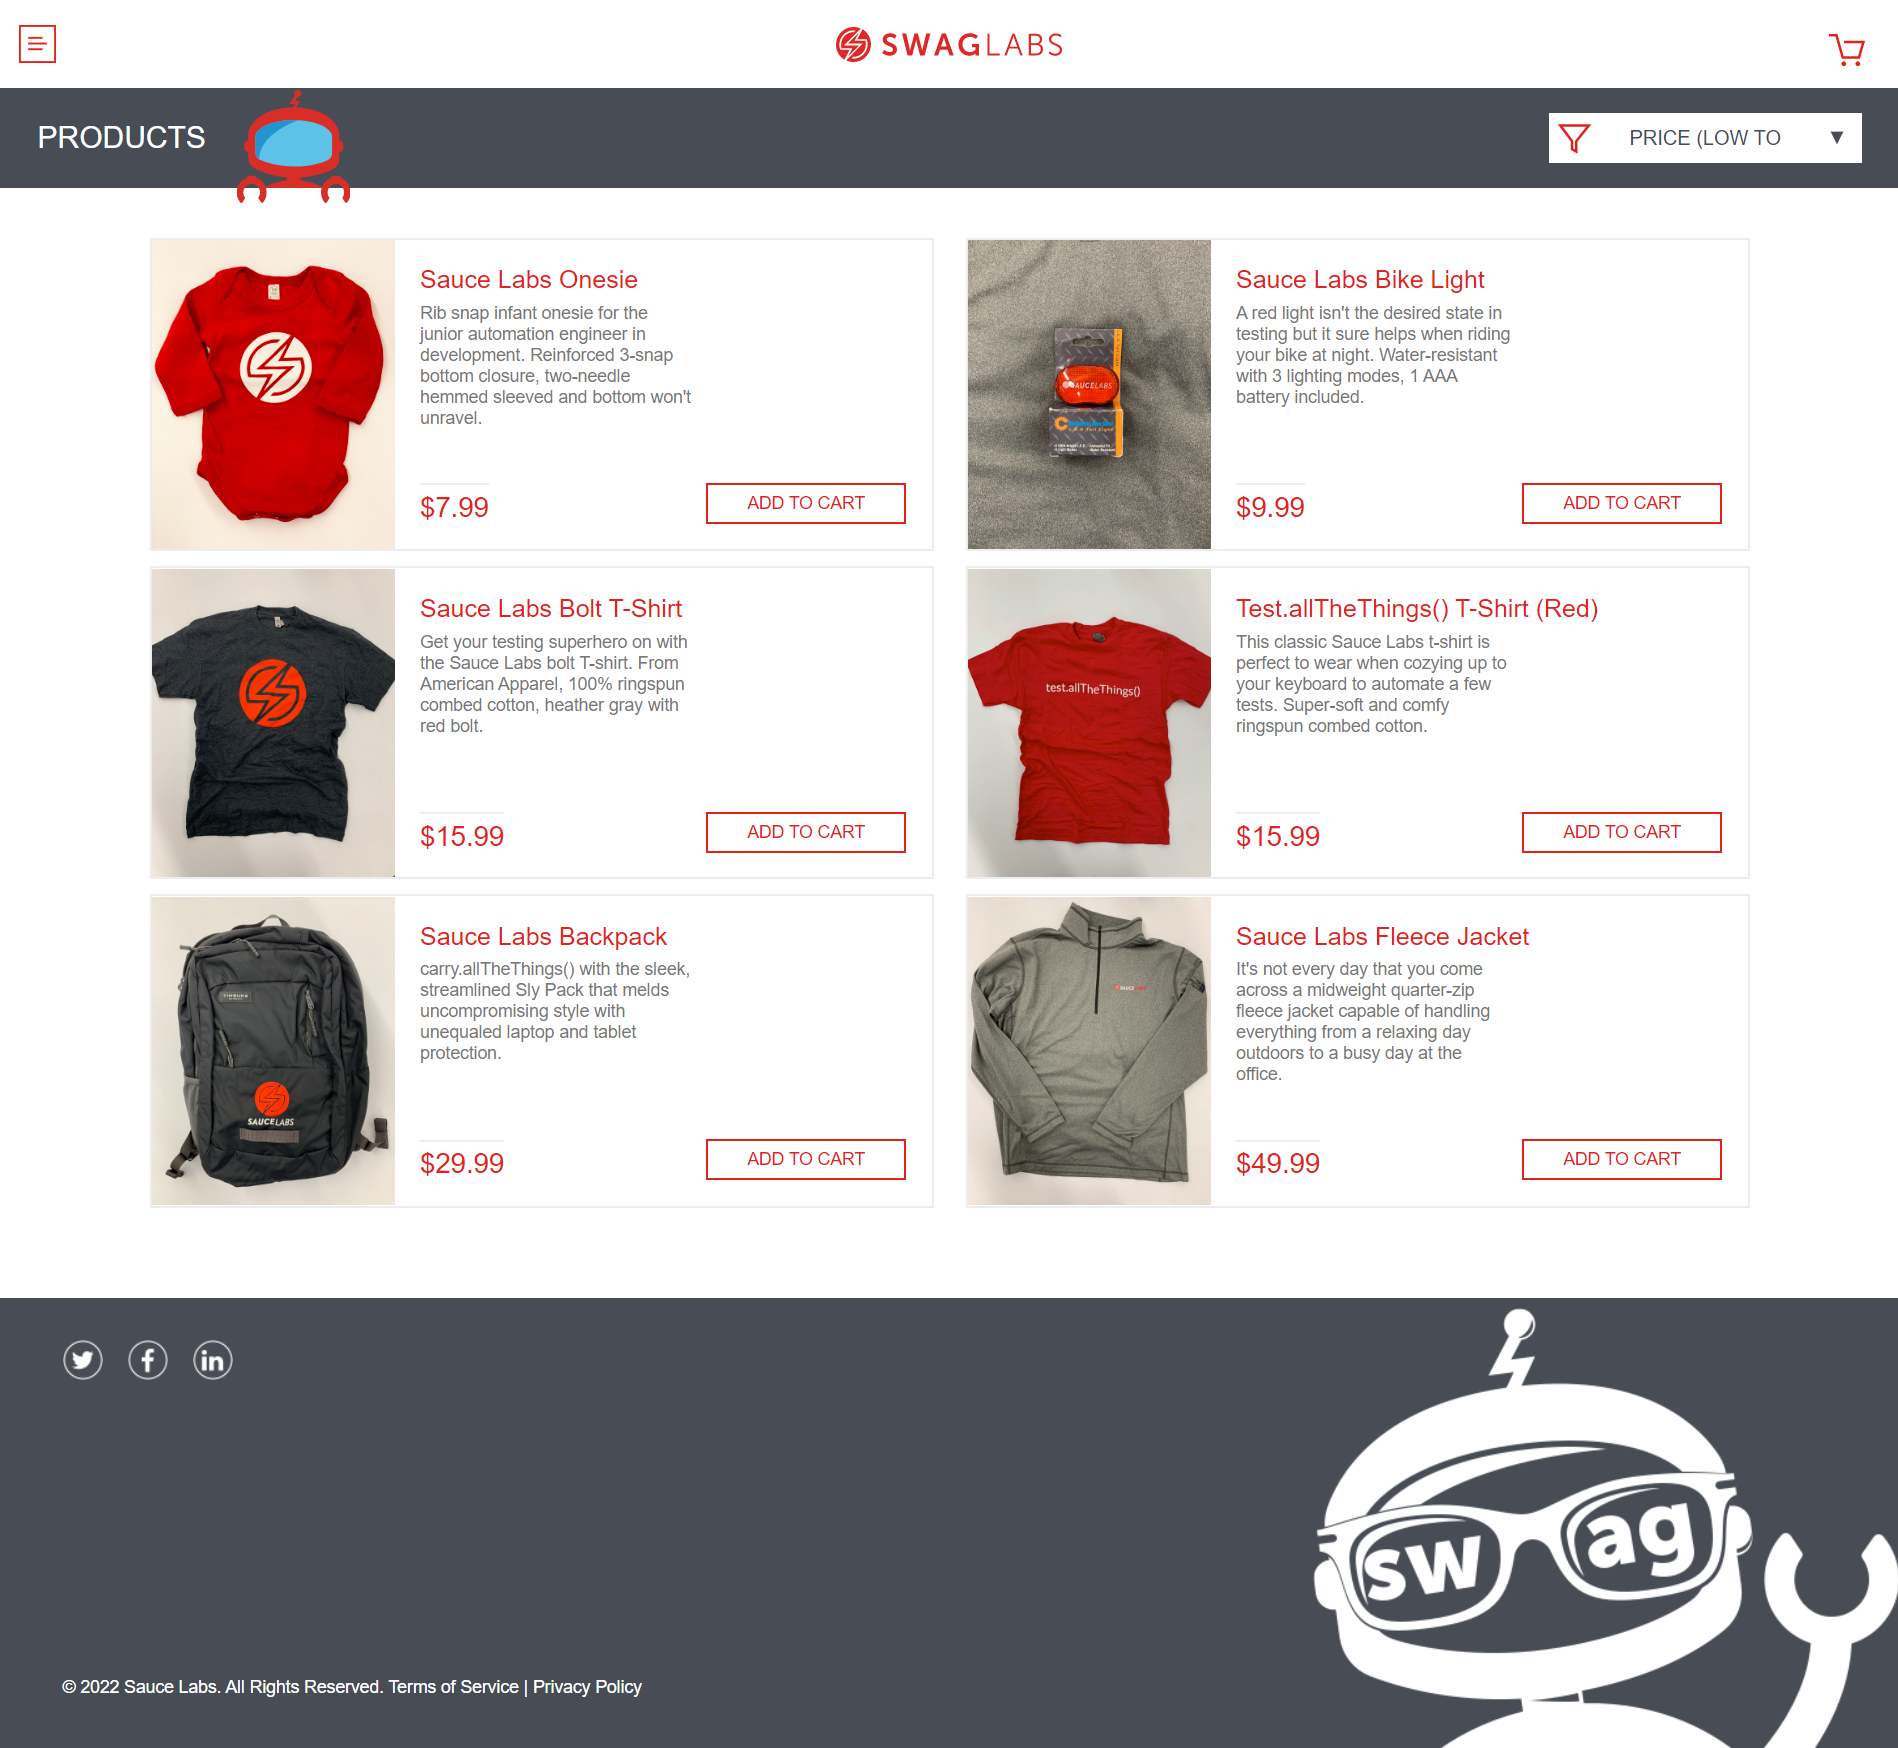 SWAGLABS
PRODUCTS
PRICE (LOW TO
Sauce Labs Onesie
Rib snap infant onesie for the
junior automation engineer in
development. Reinforced 3-snap
bottom closure, two-needle
hemmed sleeved and bottom won't
unravel.
$7.99
ADD TO CART
SAUCELABS
Sauce Labs Bike Light
A red light isn't the desired state in
testing but it sure helps when riding
your bike at night. Water-resistant
with 3 lighting modes, 1 AAA
battery included.
$9.99
ADD TO CART
Sauce Labs Bolt T-Shirt
Get your testing superhero on with
the Sauce Labs bolt T-shirt. From
American Apparel, 100% ringspun
combed cotton, heather gray with
red bolt.
$15.99
ADD TO CART
test.allTheThings()
Test.allTheThings() T-Shirt (Red)
This classic Sauce Labs t-shirt is
perfect to wear when cozying up to
your keyboard to automate a few
tests. Super-soft and comfy
ringspun combed cotton.
$15.99
ADD TO CART
TIMBUK2
SAUCELABS
Sauce Labs Backpack
carry.allTheThings() with the sleek,
streamlined Sly Pack that melds
uncompromising style with
unequaled laptop and tablet
protection.
$29.99
ADD TO CART
SAUCELABS
Sauce Labs Fleece Jacket
It's not every day that you come
across a midweight quarter-zip
fleece jacket capable of handling
everything from a relaxing day
outdoors to a busy day at the
office.
$49.99
ADD TO CART
swag
© 2022 Sauce Labs. All Rights Reserved. Terms of Service | Privacy Policy